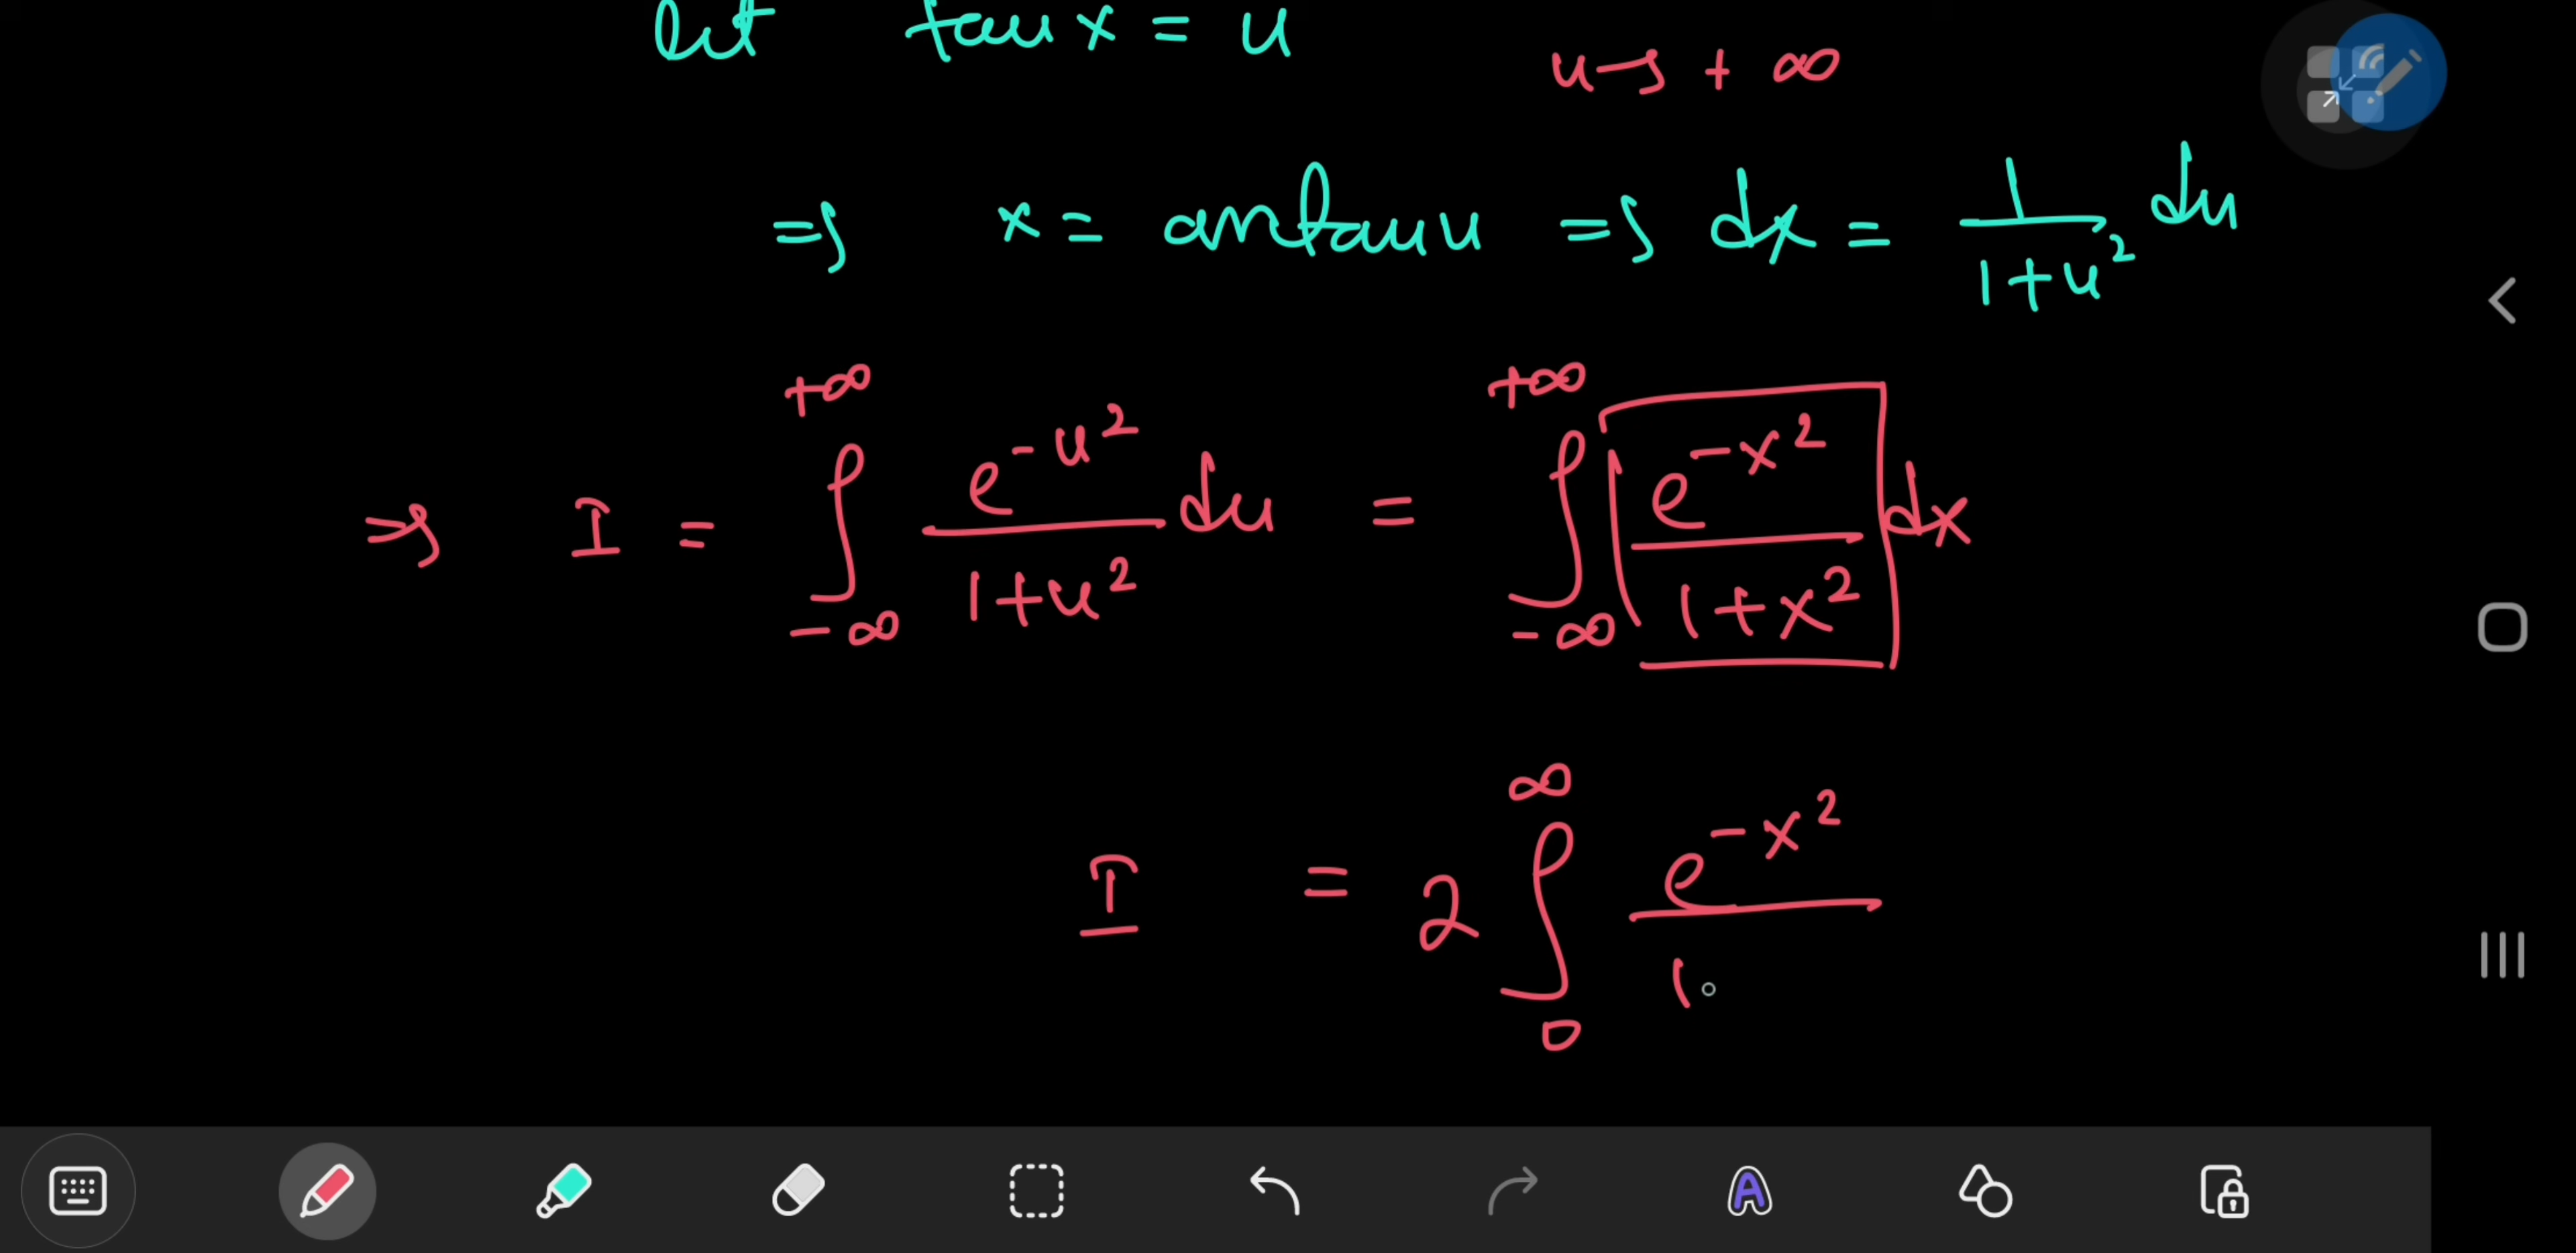 let tan x = u
u → + ∞
⇒ x = arctan u ⇒ dx = 1/(1+u²) du
⇒ I = ∫_{-∞}^{+∞} e^{-u²}/(1+u²) du = ∫_{-∞}^{+∞} e^{-x²}/(1+x²) dx
I = 2 ∫_0^∞ e^{-x²}/1
A